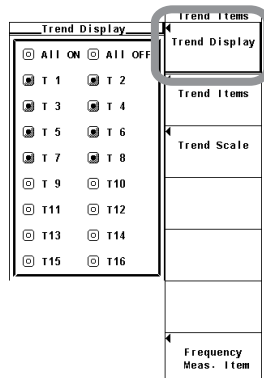 Trend Display
All ON All OFF
T 1 T 2
T 3 T 4
T 5 T 6
T 7 T 8
T 9 T10
T11 T12
T13 T14
T15 T16
Trend Items
Trend Display
Trend Items
Trend Scale
Frequency
Meas. Item